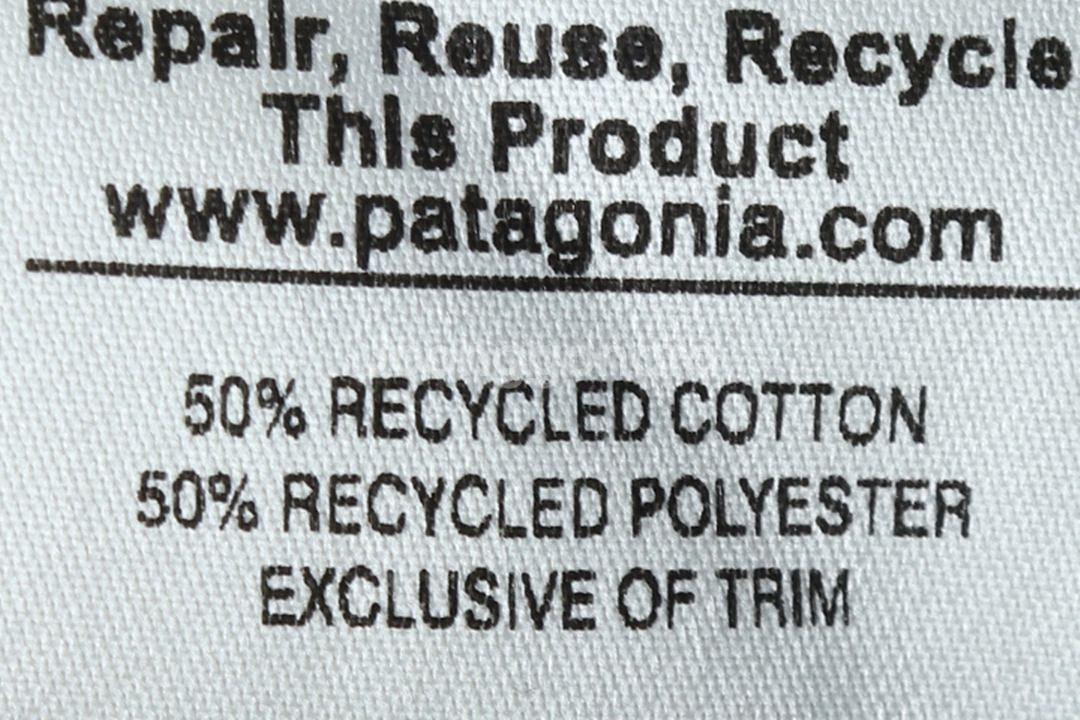 Repair, Reuse, Recycle
This Product
www.patagonia.com
50% RECYCLED COTTON
50% RECYCLED POLYESTER
EXCLUSIVE OF TRIM